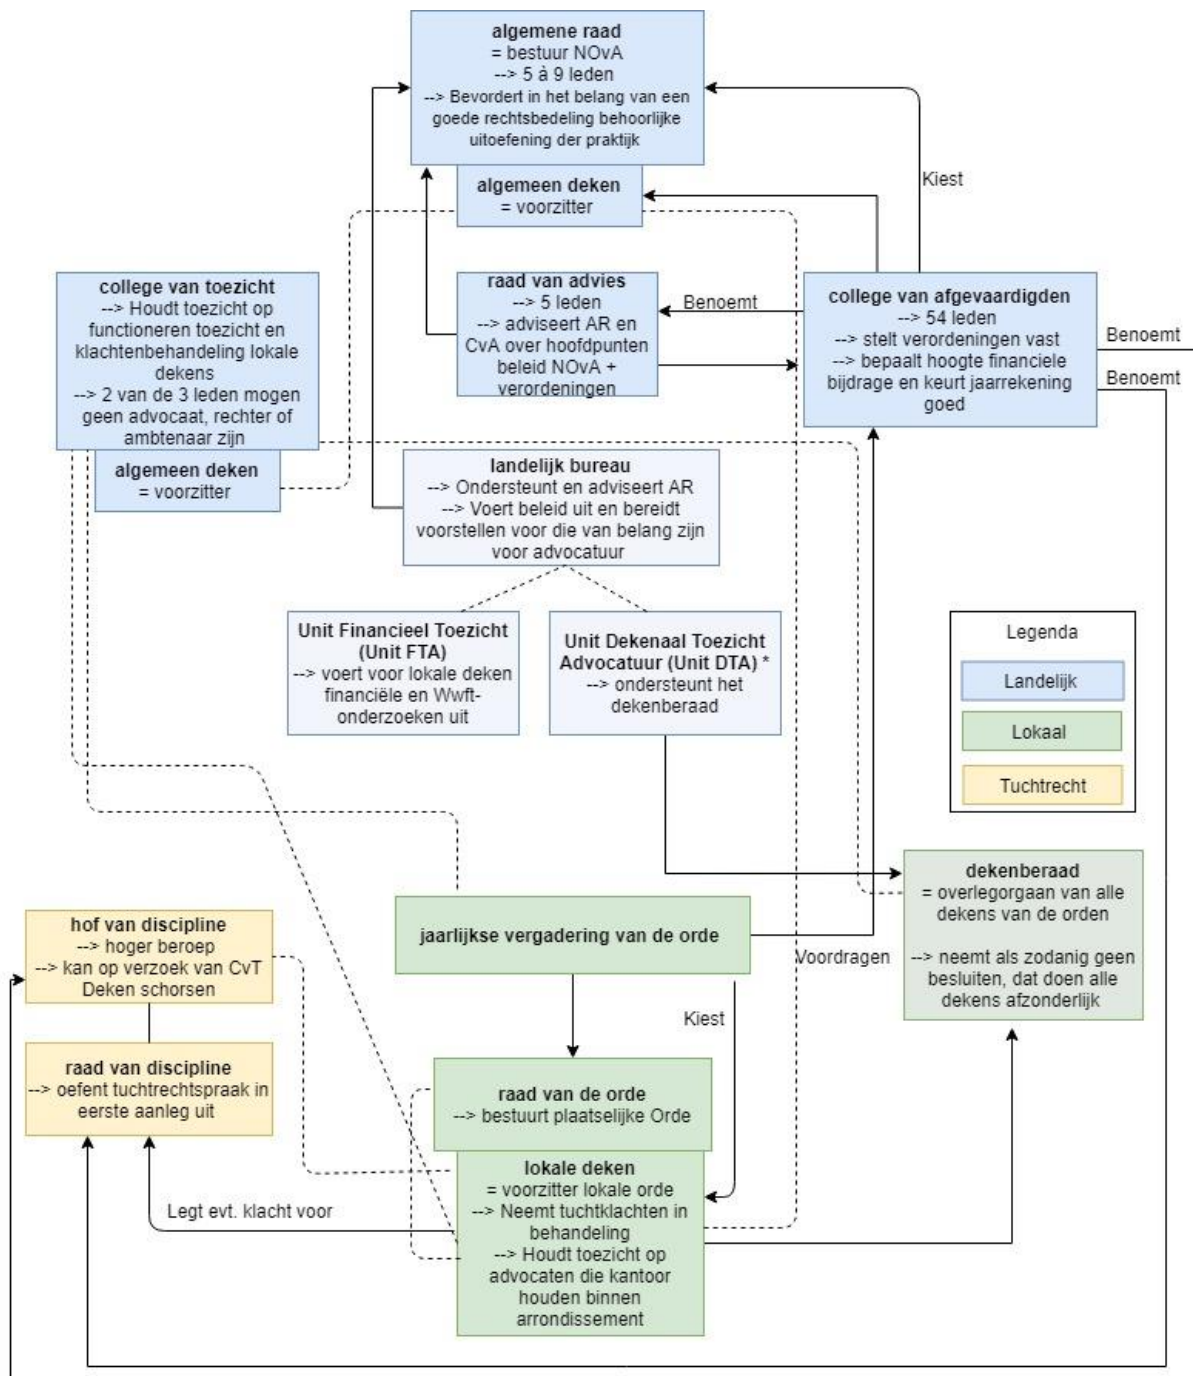 algemene raad
= bestuur NOvA
--> 5 à 9 leden
--> Bevordert in het belang van een
goede rechtsbedeling behoorlijke
uitoefening der praktijk
Kiest
algemeen deken
= voorzitter
college van toezicht
--> Houdt toezicht op
functioneren toezicht en
klachtenbehandeling lokale
dekens
--> 2 van de 3 leden mogen
geen advocaat, rechter of
ambtenaar zijn
algemeen deken
= voorzitter
raad van advies
--> 5 leden
--> adviseert AR en
CvA over hoofdpunten
beleid NOvA +
verordeningen
Benoemt
college van afgevaardigden
--> 54 leden
--> stelt verordeningen vast
--> bepaalt hoogte financiele
bijdrage en keurt jaarrekening
goed
Benoemt
Benoemt
landelijk bureau
--> Ondersteunt en adviseert AR
--> Voert beleid uit en bereidt
voorstellen voor die van belang zijn
voor advocatuur
Unit Financieel Toezicht
(Unit FTA)
--> voert voor lokale deken
financiële en Wwft-
onderzoeken uit
Unit Dekenaal Toezicht
Advocatuur (Unit DTA) *
--> ondersteunt het
dekenberaad
Legenda
Landelijk
Lokaal
Tuchtrecht
dekenberaad
= overlegorgaan van alle
dekens van de orden
--> neemt als zodanig geen
besluiten, dat doen alle
dekens afzonderlijk
jaarlijkse vergadering van de orde
Voordragen
Kiest
hof van discipline
--> hoger beroep
--> kan op verzoek van CvT
Deken schorsen
raad van discipline
--> oefent tuchtrechtspraak in
eerste aanleg uit
raad van de orde
--> bestuurt plaatselijke Orde
lokale deken
= voorzitter lokale orde
--> Neemt tuchtklachten in
behandeling
--> Houdt toezicht op
advocaten die kantoor
houden binnen
arrondissement
Legt evt. klacht voor